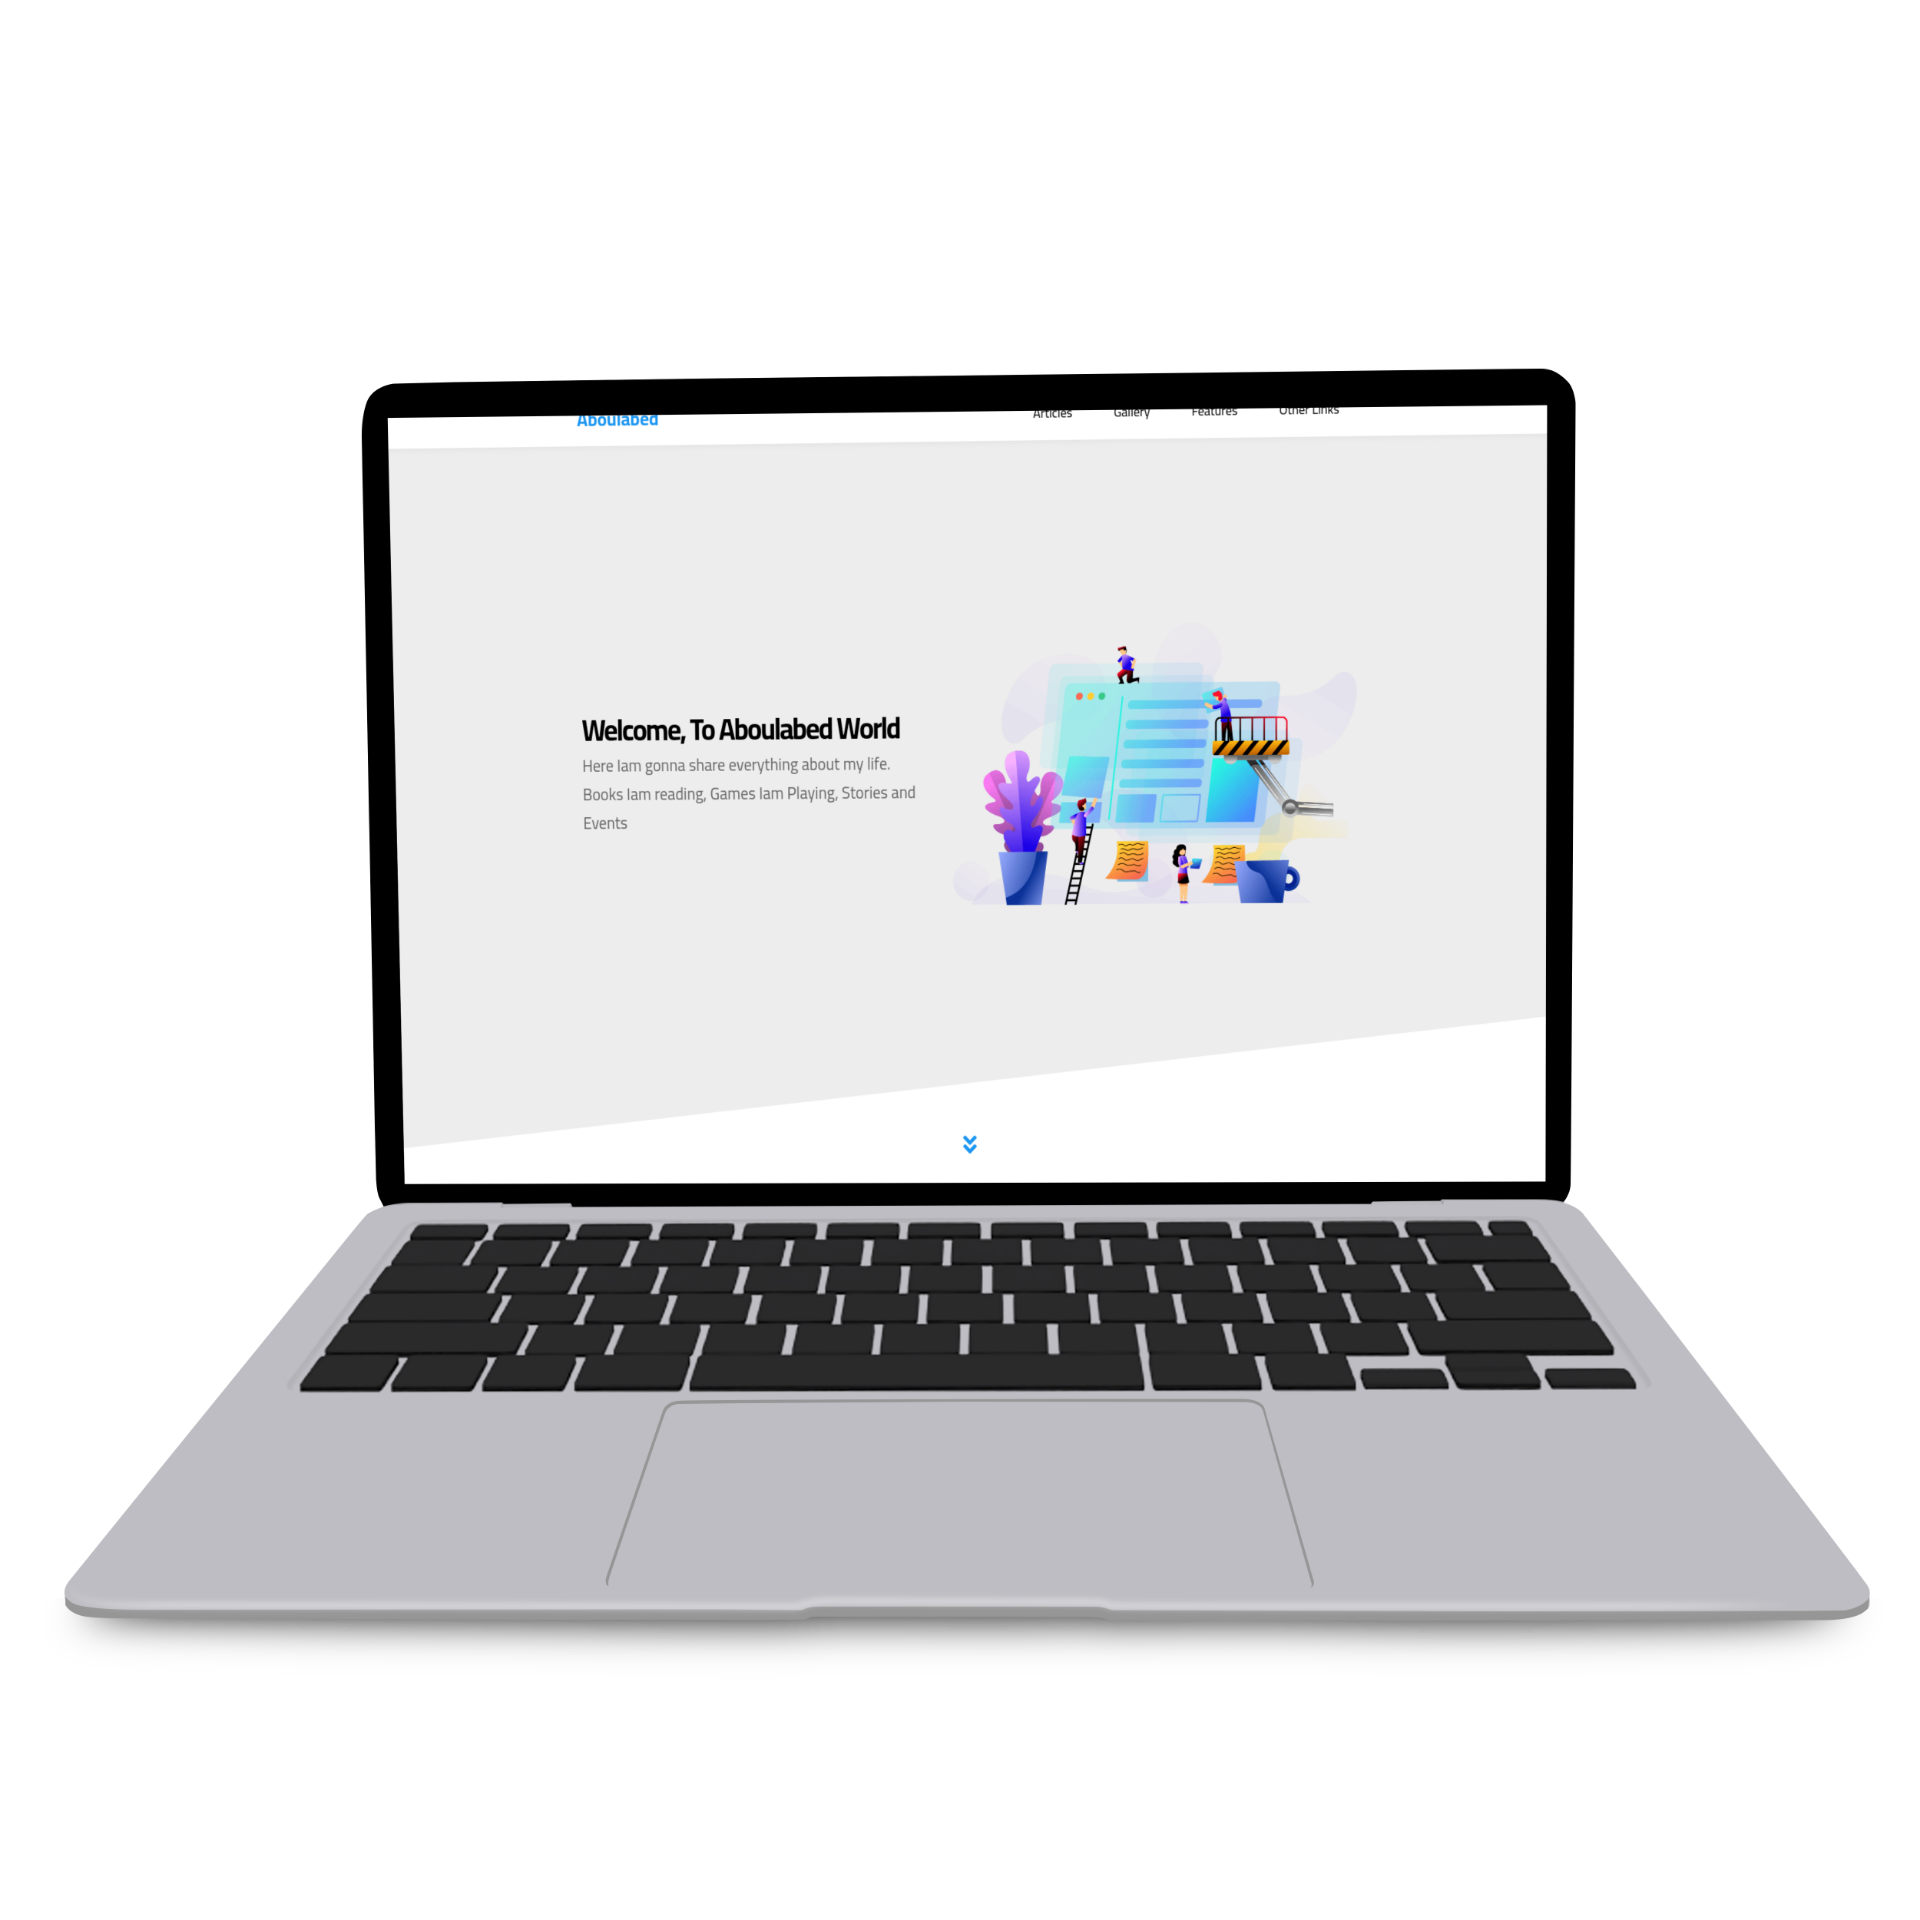 Aboulabed
Articles Gallery Features Other Links
Welcome, To Aboulabed World
Here Iam gonna share everything about my life.
Books Iam reading, Games Iam Playing, Stories and
Events